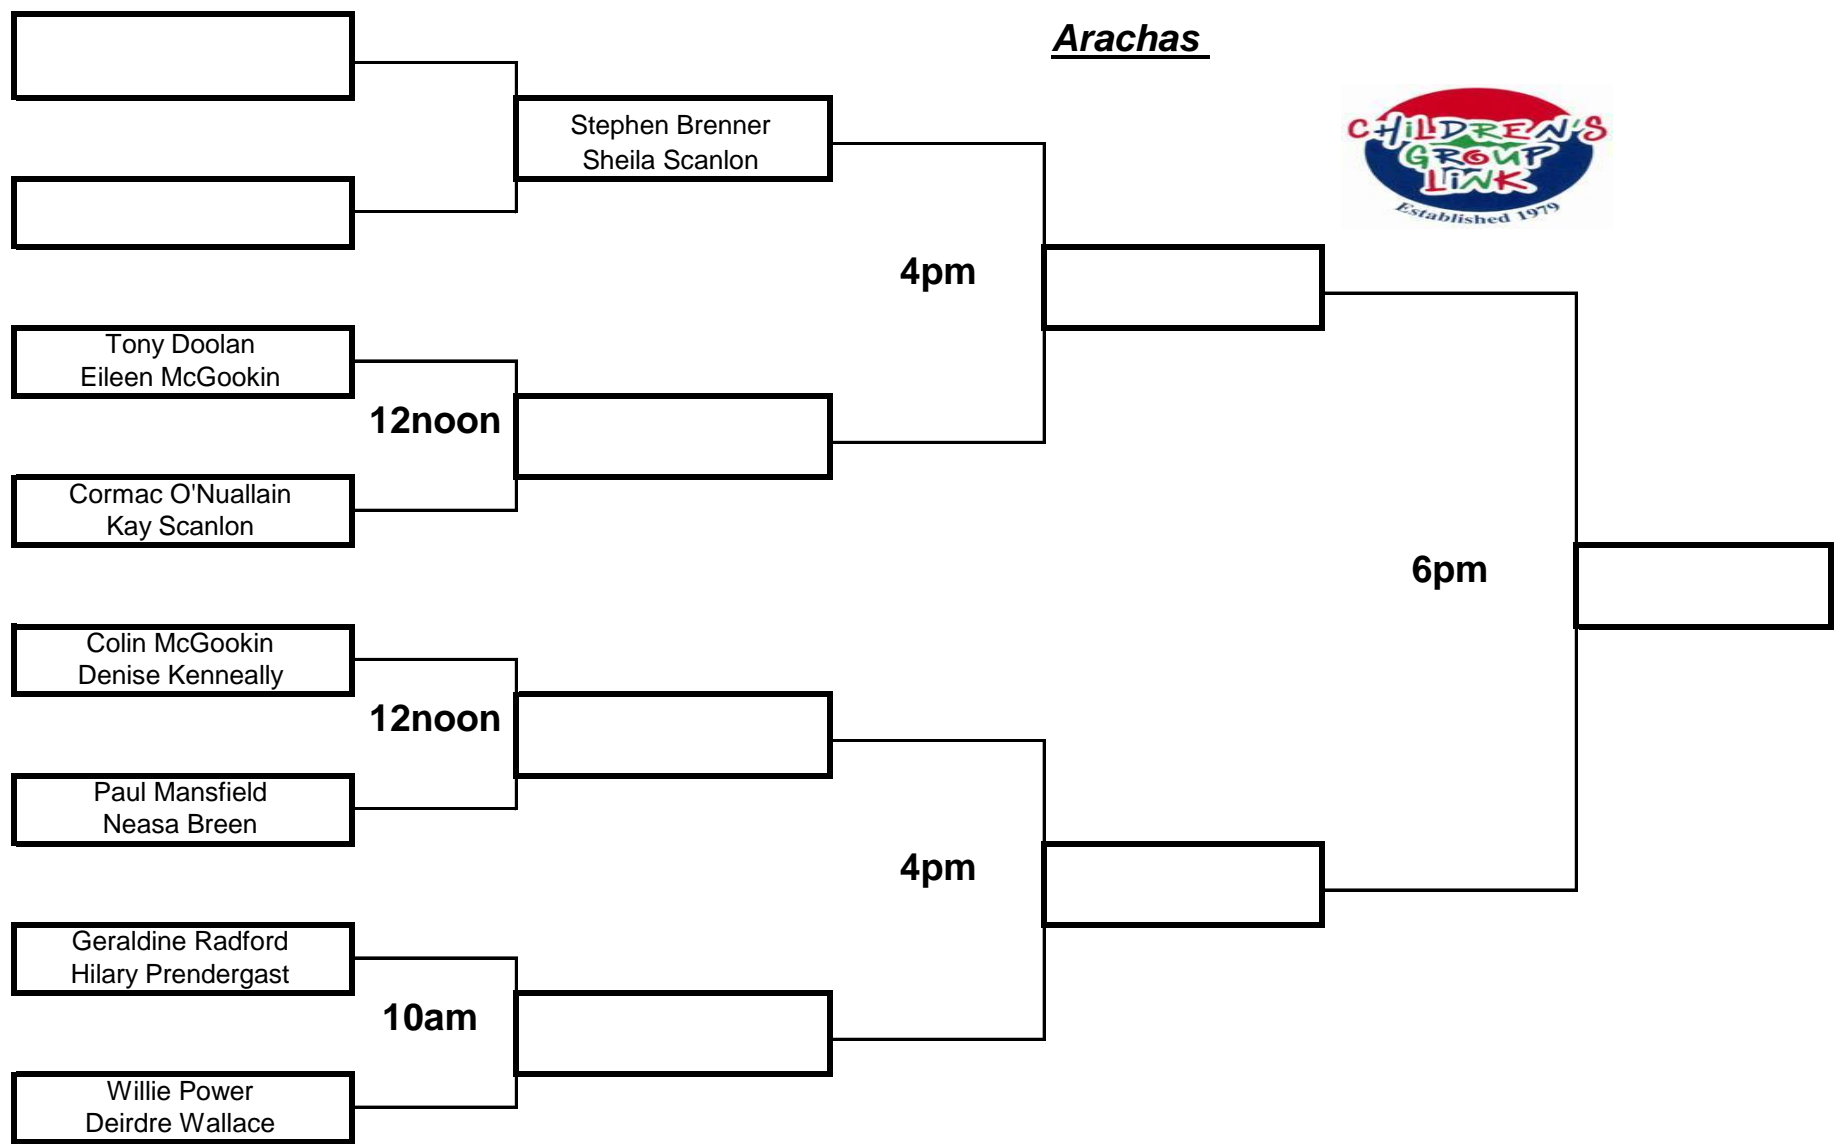 Arachas
CHILDREN'S
GROUP
LINK
Established 1979
Stephen Brenner
Sheila Scanlon
4pm
Tony Doolan
Eileen McGookin
12noon
Cormac O'Nuallain
Kay Scanlon
6pm
Colin McGookin
Denise Kenneally
12noon
Paul Mansfield
Neasa Breen
4pm
Geraldine Radford
Hilary Prendergast
10am
Willie Power
Deirdre Wallace